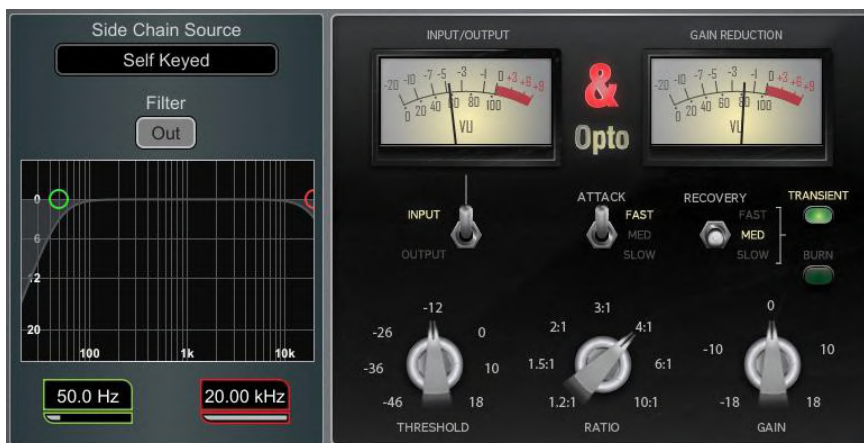 Side Chain Source
Self Keyed
Filter
Out
0
6
12
20
100 1k 10k
50.0 Hz 20.00 kHz
INPUT/OUTPUT
-20 -10 -7 -5 -3 -1 0 +3 +6 +9
0 20 40 60 80 100
VU
&
Opto
GAIN REDUCTION
-20 -10 -7 -5 -3 -1 0 +3 +6 +9
0 20 40 60 80 100
VU
INPUT
OUTPUT
ATTACK
FAST
MED
SLOW
RECOVERY
FAST
MED
SLOW
TRANSIENT
BURN
-46 -36 -26 -12 0 10 18
THRESHOLD
1.2:1 1.5:1 2:1 3:1 4:1 6:1 10:1
RATIO
-18 -10 0 10 18
GAIN